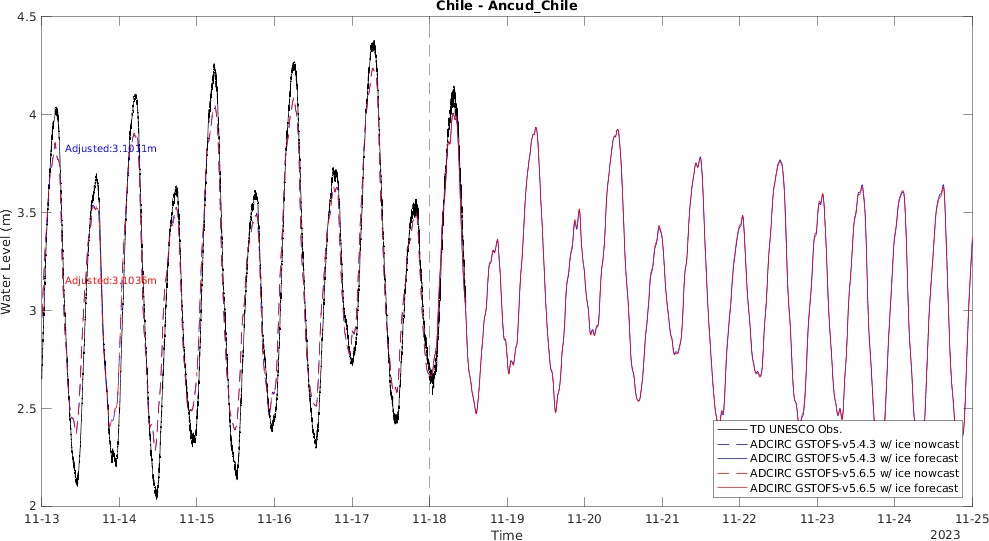 Chile - Ancud_Chile
4.5
4
3.5
3
2.5
2
Water Level (m)
Adjusted:3.1011m
Adjusted:3.1036m
TD UNESCO Obs.
ADCIRC GSTOFS-v5.4.3 w/ ice nowcast
ADCIRC GSTOFS-v5.4.3 w/ ice forecast
ADCIRC GSTOFS-v5.6.5 w/ ice nowcast
ADCIRC GSTOFS-v5.6.5 w/ ice forecast
11-13 11-14 11-15 11-16 11-17 11-18 11-19 11-20 11-21 11-22 11-23 11-24 11-25
Time
2023